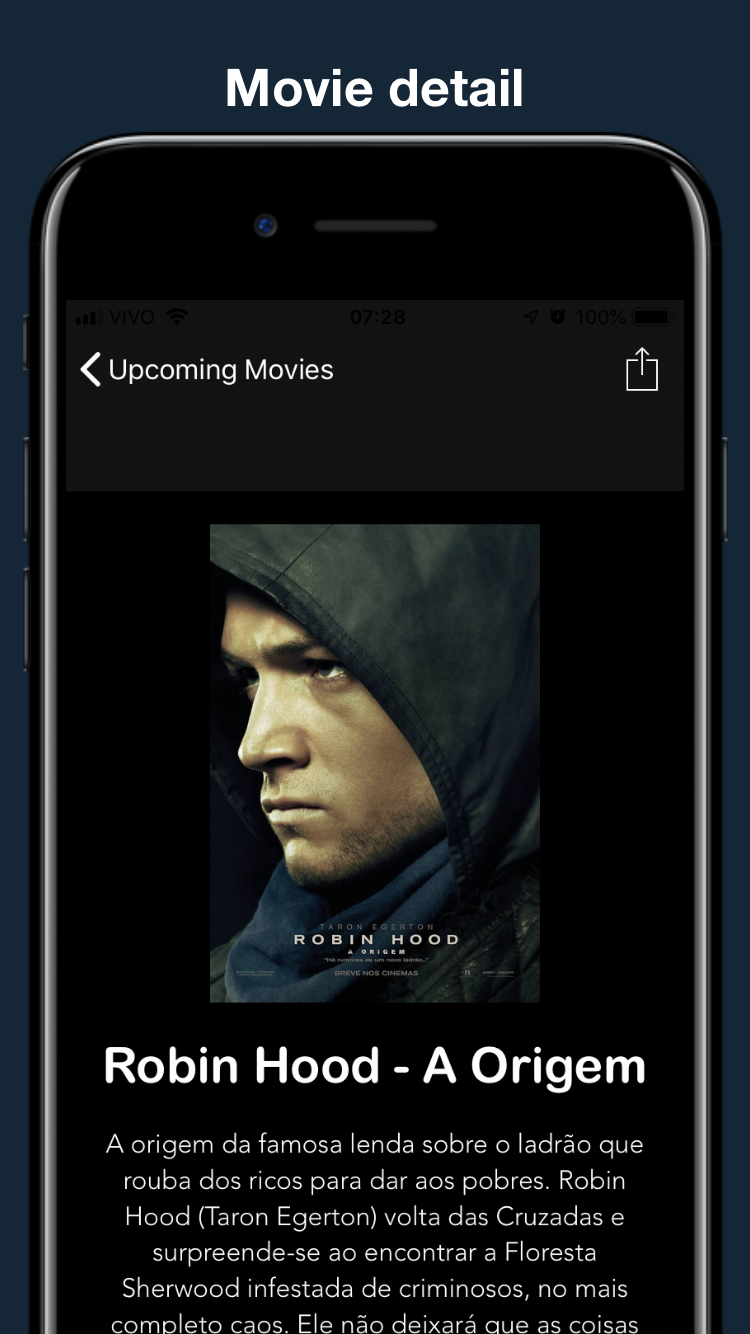 Movie detail
VIVO 07:28 100%
Upcoming Movies
TARON EGERTON
ROBIN HOOD
A ORIGEM
"Há rumores de um novo ladrão..."
BREVE NOS CINEMAS
Robin Hood - A Origem
A origem da famosa lenda sobre o ladrão que
rouba dos ricos para dar aos pobres. Robin
Hood (Taron Egerton) volta das Cruzadas e
surpreende-se ao encontrar a Floresta
Sherwood infestada de criminosos, no mais
completo caos. Ele não deixará que as coisas